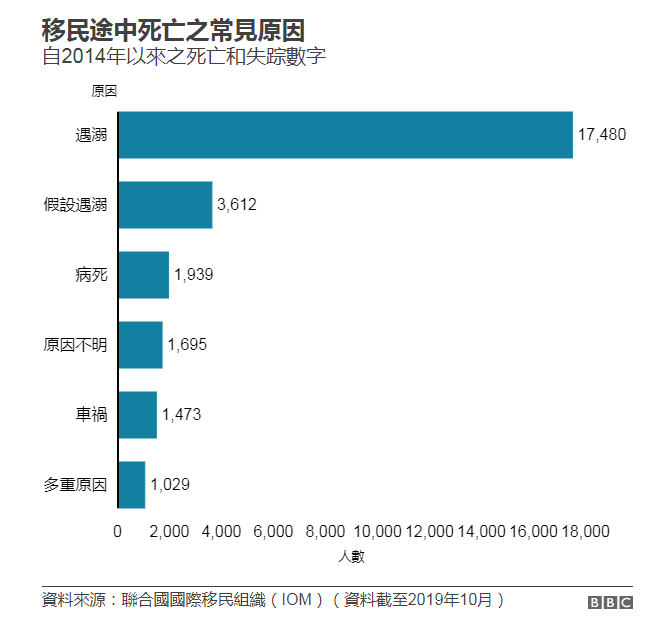 移民途中死亡之常見原因
自2014年以來之死亡和失踪數字
原因
遇溺 17,480
假設遇溺 3,612
病死 1,939
原因不明 1,695
車禍 1,473
多重原因 1,029
0 2,000 4,000 6,000 8,000 10,000 12,000 14,000 16,000 18,000
人數
資料來源：聯合國國際移民組織（IOM）（資料截至2019年10月） BBC